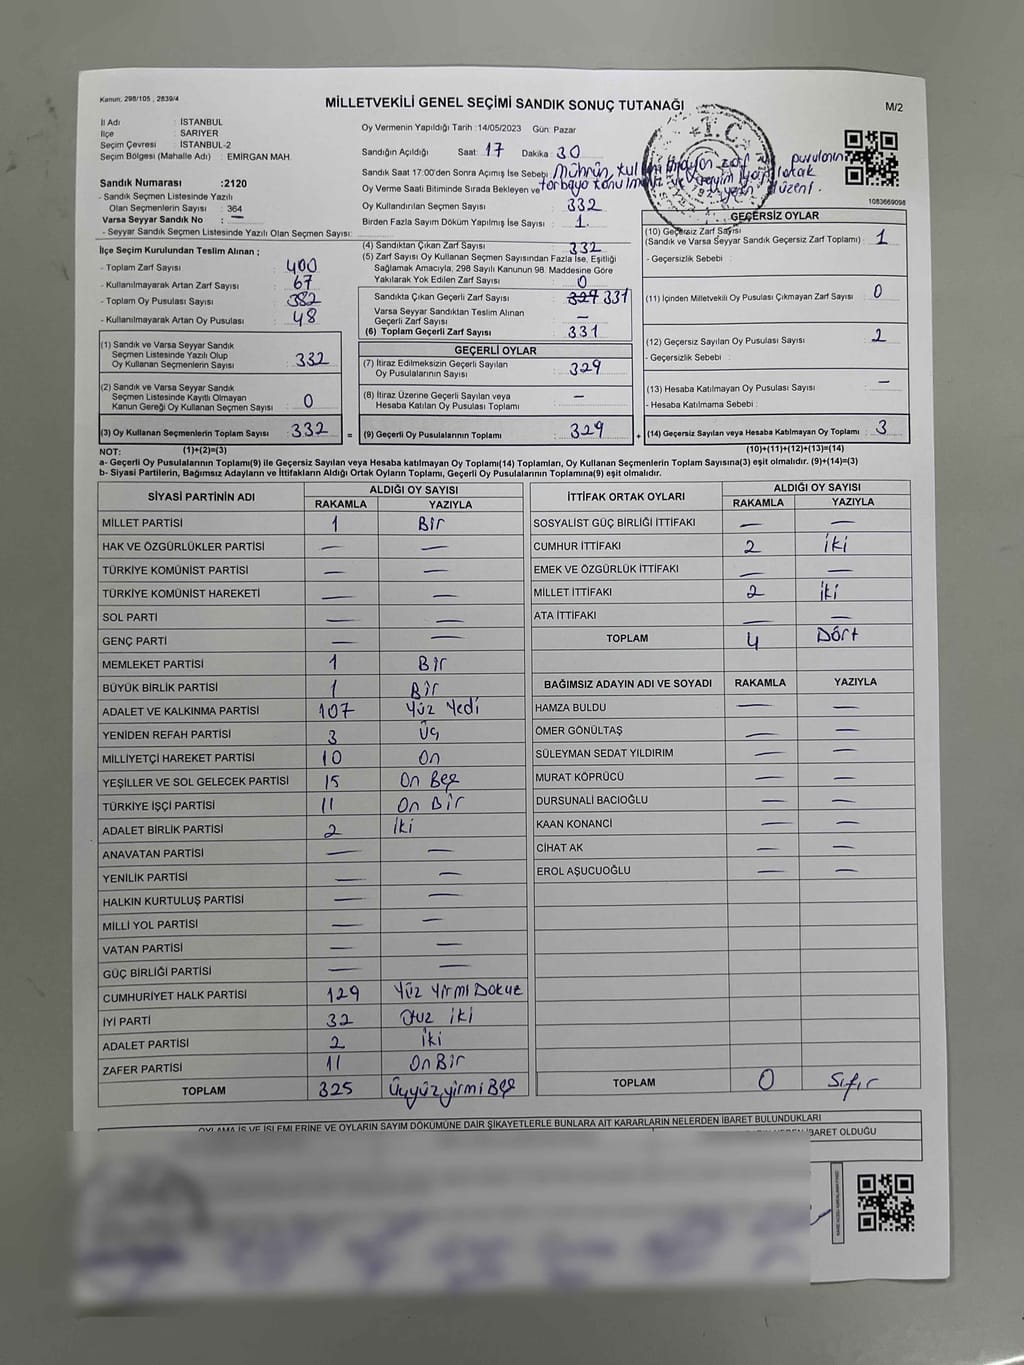 Kanun: 298/105 , 2839/4
MİLLETVEKİLİ GENEL SEÇİMİ SANDIK SONUÇ TUTANAĞI
M/2
İl Adı : İSTANBUL
İlçe : SARIYER
Seçim Çevresi : İSTANBUL-2
Seçim Bölgesi (Mahalle Adı) : EMİRGAN MAH.
Oy Vermenin Yapıldığı Tarih :14/05/2023 Gün: Pazar
Sandığın Açıldığı Saat: 17 Dakika 30
Sandık Saat 17:00'den Sonra Açımış İse Sebebi
Oy Verme Saati Bitiminde Sırada Bekleyen ve
Oy Kullandırılan Seçmen Sayısı : 332
Birden Fazla Sayım Döküm Yapılmış İse Sayısı : 1.
T.C
1083669098
Sandık Numarası :2120
- Sandık Seçmen Listesinde Yazılı
Olan Seçmenlerin Sayısı : 364
Varsa Seyyar Sandık No : —
- Seyyar Sandık Seçmen Listesinde Yazılı Olan Seçmen Sayısı:
İlçe Seçim Kurulundan Teslim Alınan ;
- Toplam Zarf Sayısı : 400
- Kullanılmayarak Artan Zarf Sayısı : 67
- Toplam Oy Pusulası Sayısı : 382
- Kullanılmayarak Artan Oy Pusulası : 48
(1) Sandık ve Varsa Seyyar Sandık
Seçmen Listesinde Yazılı Olup
Oy Kullanan Seçmenlerin Sayısı : 332
(2) Sandık ve Varsa Seyyar Sandık
Seçmen Listesinde Kayıtlı Olmayan
Kanun Gereği Oy Kullanan Seçmen Sayısı : 0
(3) Oy Kullanan Seçmenlerin Toplam Sayısı : 332
(4) Sandıktan Çıkan Zarf Sayısı : 332
(5) Zarf Sayısı Oy Kullanan Seçmen Sayısından Fazla İse, Eşitliği
Sağlamak Amacıyla, 298 Sayılı Kanunun 98. Maddesine Göre
Yakılarak Yok Edilen Zarf Sayısı : 0
Sandıkta Çıkan Geçerli Zarf Sayısı : 329 331
Varsa Seyyar Sandıktan Teslim Alınan
Geçerli Zarf Sayısı : —
(6) Toplam Geçerli Zarf Sayısı : 331
GEÇERLİ OYLAR
(7) İtiraz Edilmeksizin Geçerli Sayılan
Oy Pusulalarının Sayısı : 329
(8) İtiraz Üzerine Geçerli Sayılan veya
Hesaba Katılan Oy Pusulası Toplamı : —
= (9) Geçerli Oy Pusulalarının Toplamı : 329
GEÇERSİZ OYLAR
(10) Geçersiz Zarf Sayısı
(Sandık ve Varsa Seyyar Sandık Geçersiz Zarf Toplamı) : 1
- Geçersizlik Sebebi :
(11) İçinden Milletvekili Oy Pusulası Çıkmayan Zarf Sayısı : 0
(12) Geçersiz Sayılan Oy Pusulası Sayısı : 2
- Geçersizlik Sebebi :
(13) Hesaba Katılmayan Oy Pusulası Sayısı : —
- Hesaba Katılmama Sebebi :
+ (14) Geçersiz Sayılan veya Hesaba Katılmayan Oy Toplamı : 3
NOT: (1)+(2)=(3) (10)+(11)+(12)+(13)=(14)
a- Geçerli Oy Pusulalarının Toplamı(9) ile Geçersiz Sayılan veya Hesaba katılmayan Oy Toplamı(14) Toplamları, Oy Kullanan Seçmenlerin Toplam Sayısına(3) eşit olmalıdır. (9)+(14)=(3)
b- Siyasi Partilerin, Bağımsız Adayların ve İttifakların Aldığı Ortak Oyların Toplamı, Geçerli Oy Pusulalarının Toplamına(9) eşit olmalıdır.
SİYASİ PARTİNİN ADI ALDIĞI OY SAYISI
RAKAMLA YAZIYLA
MİLLET PARTİSİ 1 Bir
HAK VE ÖZGÜRLÜKLER PARTİSİ — —
TÜRKİYE KOMÜNİST PARTİSİ — —
TÜRKİYE KOMÜNİST HAREKETİ — —
SOL PARTİ — —
GENÇ PARTİ — —
MEMLEKET PARTİSİ 1 Bir
BÜYÜK BİRLİK PARTİSİ 1 Bir
ADALET VE KALKINMA PARTİSİ 107 Yüz Yedi
YENİDEN REFAH PARTİSİ 3 Üç
MİLLİYETÇİ HAREKET PARTİSİ 10 On
YEŞİLLER VE SOL GELECEK PARTİSİ 15 On Beş
TÜRKİYE İŞÇİ PARTİSİ 11 On Bir
ADALET BİRLİK PARTİSİ 2 İki
ANAVATAN PARTİSİ — —
YENİLİK PARTİSİ — —
HALKIN KURTULUŞ PARTİSİ — —
MİLLİ YOL PARTİSİ — —
VATAN PARTİSİ — —
GÜÇ BİRLİĞİ PARTİSİ — —
CUMHURİYET HALK PARTİSİ 129 Yüz Yirmi Dokuz
İYİ PARTİ 32 Otuz iki
ADALET PARTİSİ 2 İki
ZAFER PARTİSİ 11 On Bir
TOPLAM 325 Üçyüzyirmi Beş
İTTİFAK ORTAK OYLARI ALDIĞI OY SAYISI
RAKAMLA YAZIYLA
SOSYALİST GÜÇ BİRLİĞİ İTTİFAKI — —
CUMHUR İTTİFAKI 2 İki
EMEK VE ÖZGÜRLÜK İTTİFAKI — —
MİLLET İTTİFAKI 2 İki
ATA İTTİFAKI — —
TOPLAM 4 Dört
BAĞIMSIZ ADAYIN ADI VE SOYADI RAKAMLA YAZIYLA
HAMZA BULDU — —
ÖMER GÖNÜLTAŞ — —
SÜLEYMAN SEDAT YILDIRIM — —
MURAT KÖPRÜCÜ — —
DURSUNALİ BACIOĞLU — —
KAAN KONANCİ — —
CİHAT AK — —
EROL AŞUCUOĞLU — —
TOPLAM 0 Sıfır
OYLAMA İŞ VE İŞLEMLERİNE VE OYLARIN SAYIM DÖKÜMÜNE DAİR ŞİKAYETLERLE BUNLARA AİT KARARLARIN NELERDEN İBARET BULUNDUKLARI
İBARET OLDUĞU